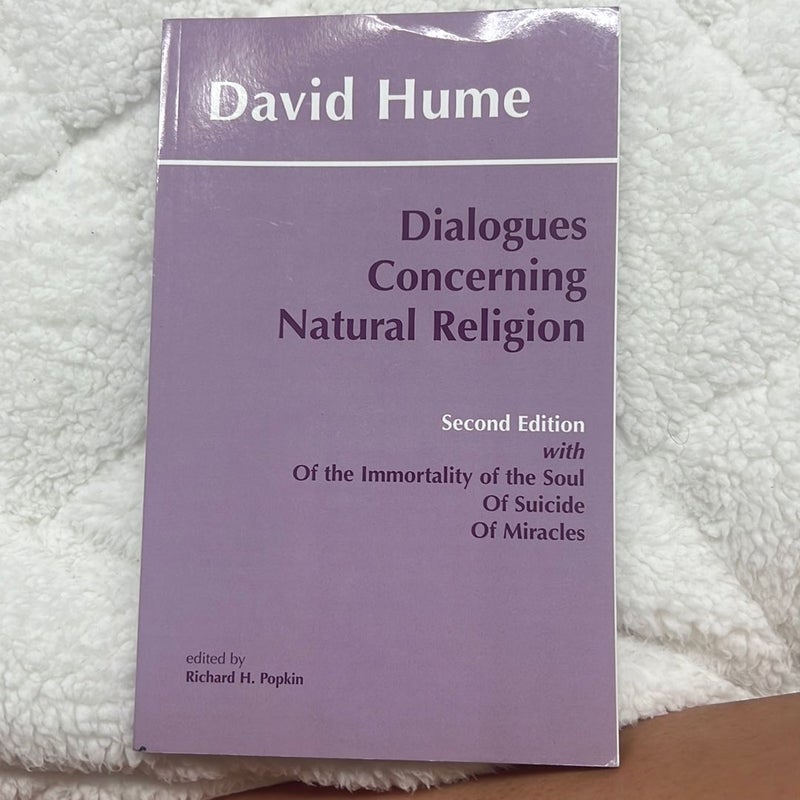 David Hume
Dialogues
Concerning
Natural Religion
Second Edition
with
Of the Immortality of the Soul
Of Suicide
Of Miracles
edited by
Richard H. Popkin